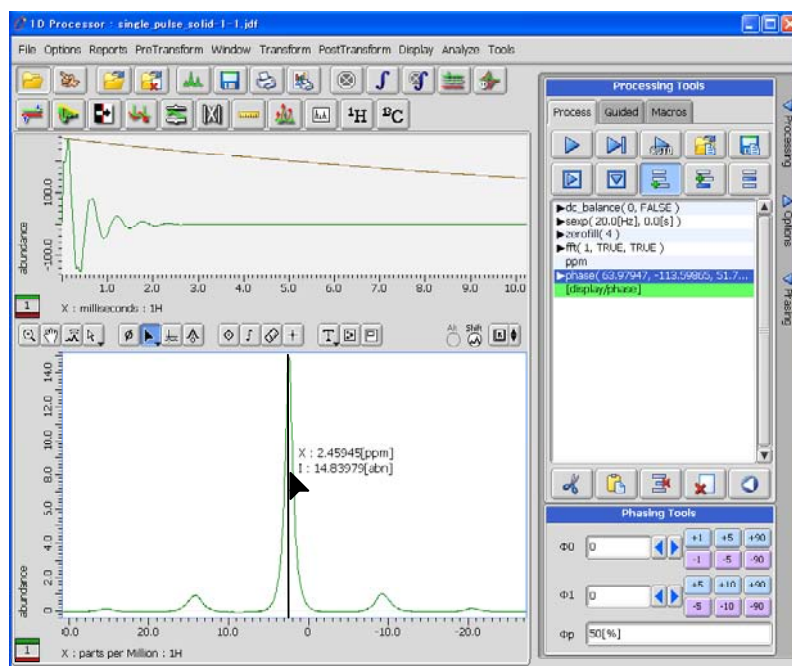 1D Processor : single_pulse_solid-1-1.jdf
File Options Reports PreTransform Window Transform PostTransform Display Analyze Tools
1H 13C
Processing Tools
Process Guided Macros
Processing
Options
Phasing
dc_balance( 0, FALSE )
sexp( 20.0[Hz], 0.0[s] )
zerofill( 4 )
fft( 1, TRUE, TRUE )
ppm
phase( 63.97947, -113.59865, 51.7...
[display/phase]
abundance
100.0
-100.0
1.0 2.0 3.0 4.0 5.0 6.0 7.0 8.0 9.0 10.0
1
X : milliseconds : 1H
Alt Shift
abundance
14.0
12.0
10.0
8.0
6.0
4.0
2.0
0
X : 2.45945[ppm]
I : 14.83979[abn]
0.0 20.0 10.0 0 -10.0 -20.0
1
X : parts per Million : 1H
Phasing Tools
Φ0 0 +1 +5 +90
-1 -5 -90
Φ1 0 +5 +10 +90
-5 -10 -90
Φp 50[%]